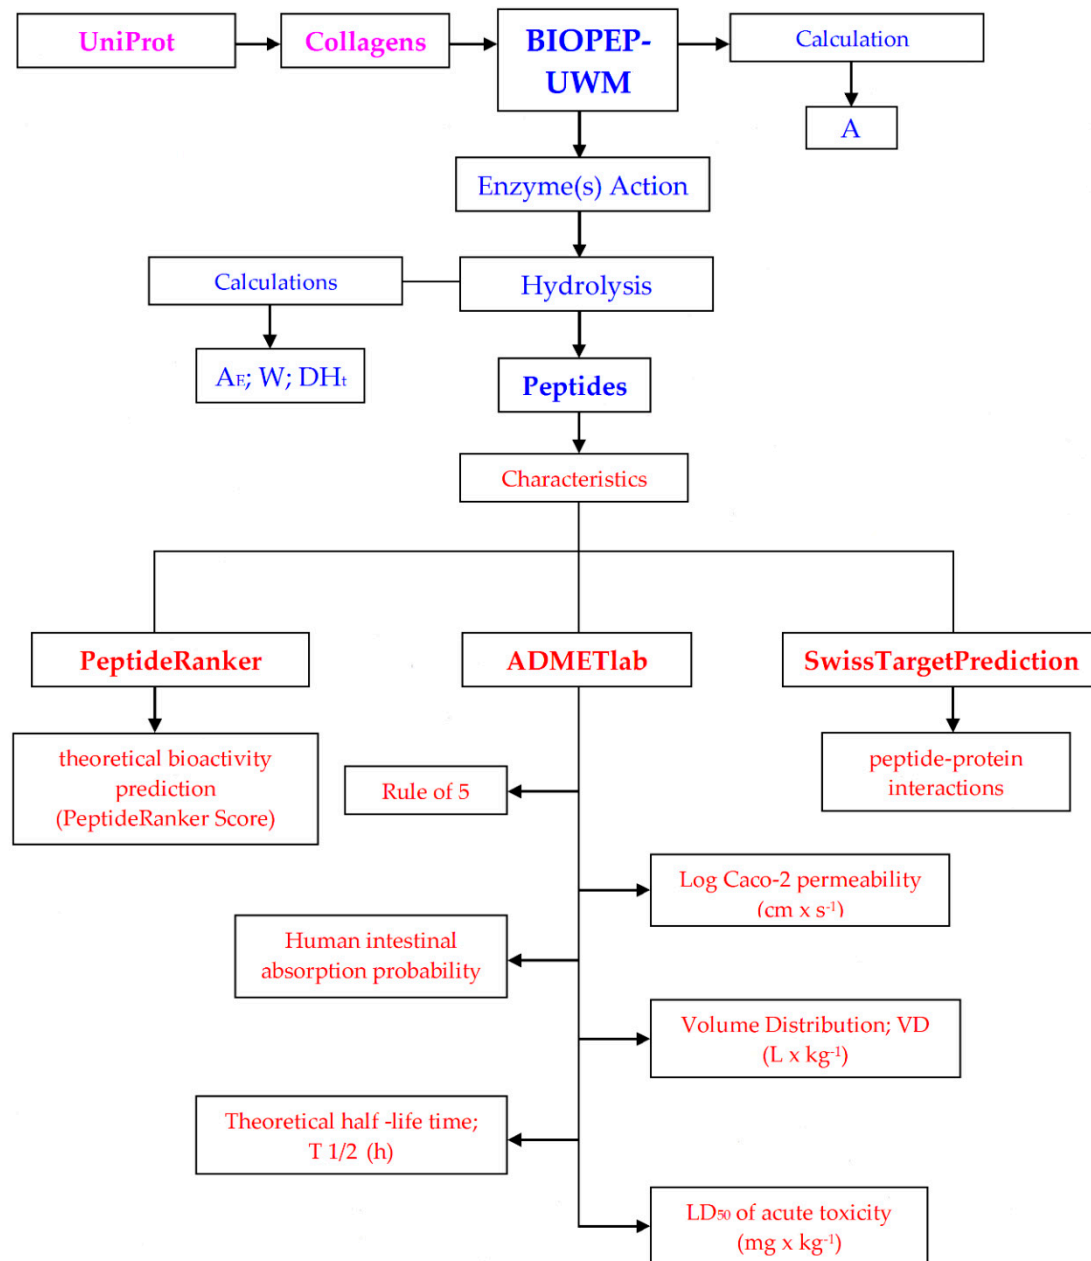 UniProt
Collagens
BIOPEP-
UWM
Calculation
A
Enzyme(s) Action
Calculations
Hydrolysis
AE; W; DHt
Peptides
Characteristics
PeptideRanker
ADMETlab
SwissTargetPrediction
theoretical bioactivity
prediction
(PeptideRanker Score)
Rule of 5
peptide-protein
interactions
Log Caco-2 permeability
(cm x s-1)
Human intestinal
absorption probability
Volume Distribution; VD
(L x kg-1)
Theoretical half -life time;
T 1/2 (h)
LD50 of acute toxicity
(mg x kg-1)